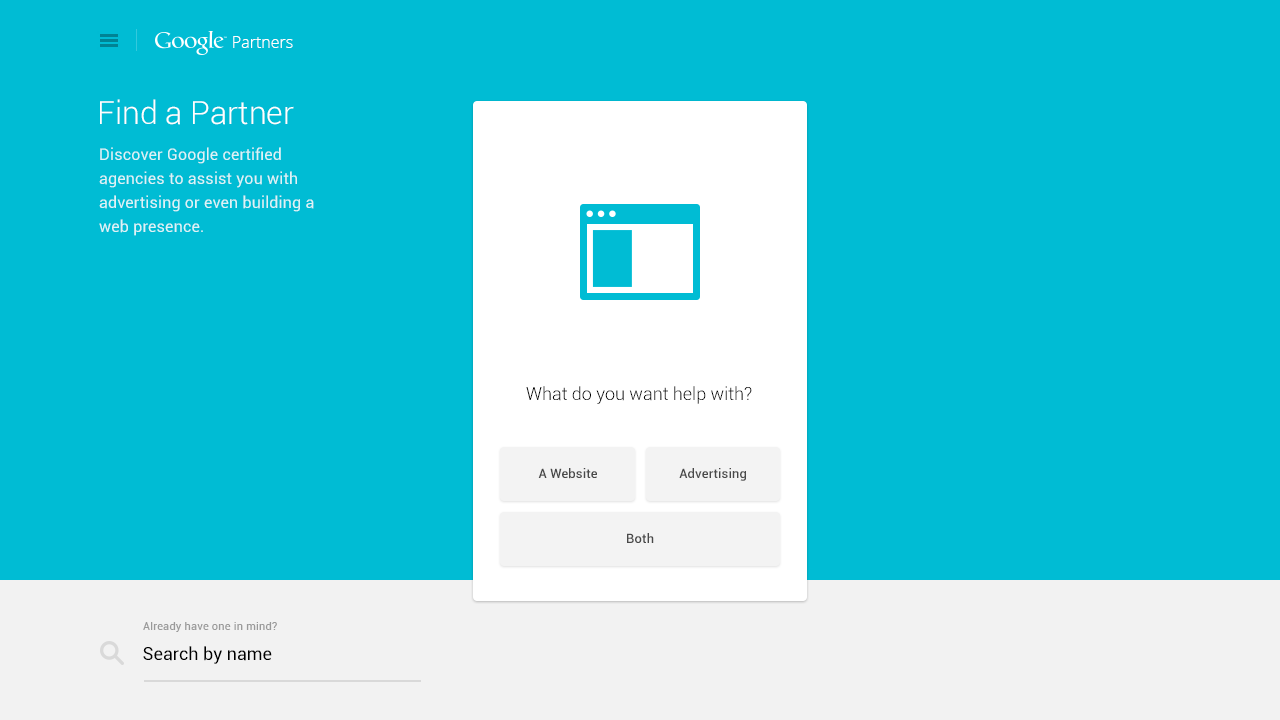 Google Partners
Find a Partner
Discover Google certified
agencies to assist you with
advertising or even building a
web presence.
What do you want help with?
A Website
Advertising
Both
Already have one in mind?
Search by name